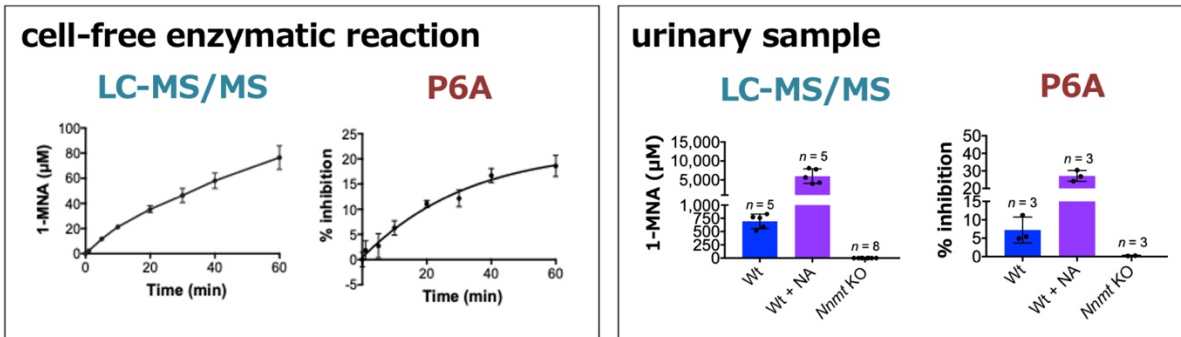 cell-free enzymatic reaction
LC-MS/MS
P6A
1-MNA (μM)
100
80
60
40
20
0
0
20
40
60
Time (min)
% inhibition
25
20
15
10
5
0
-5
20
40
60
Time (min)
urinary sample
LC-MS/MS
P6A
1-MNA (μM)
15,000
10,000
5,000
1,000
750
500
250
0
n = 5
n = 5
n = 8
Wt
Wt + NA
Nnmt KO
% inhibition
50
40
30
20
15
10
5
0
n = 3
n = 3
n = 3
Wt
Wt + NA
Nnmt KO